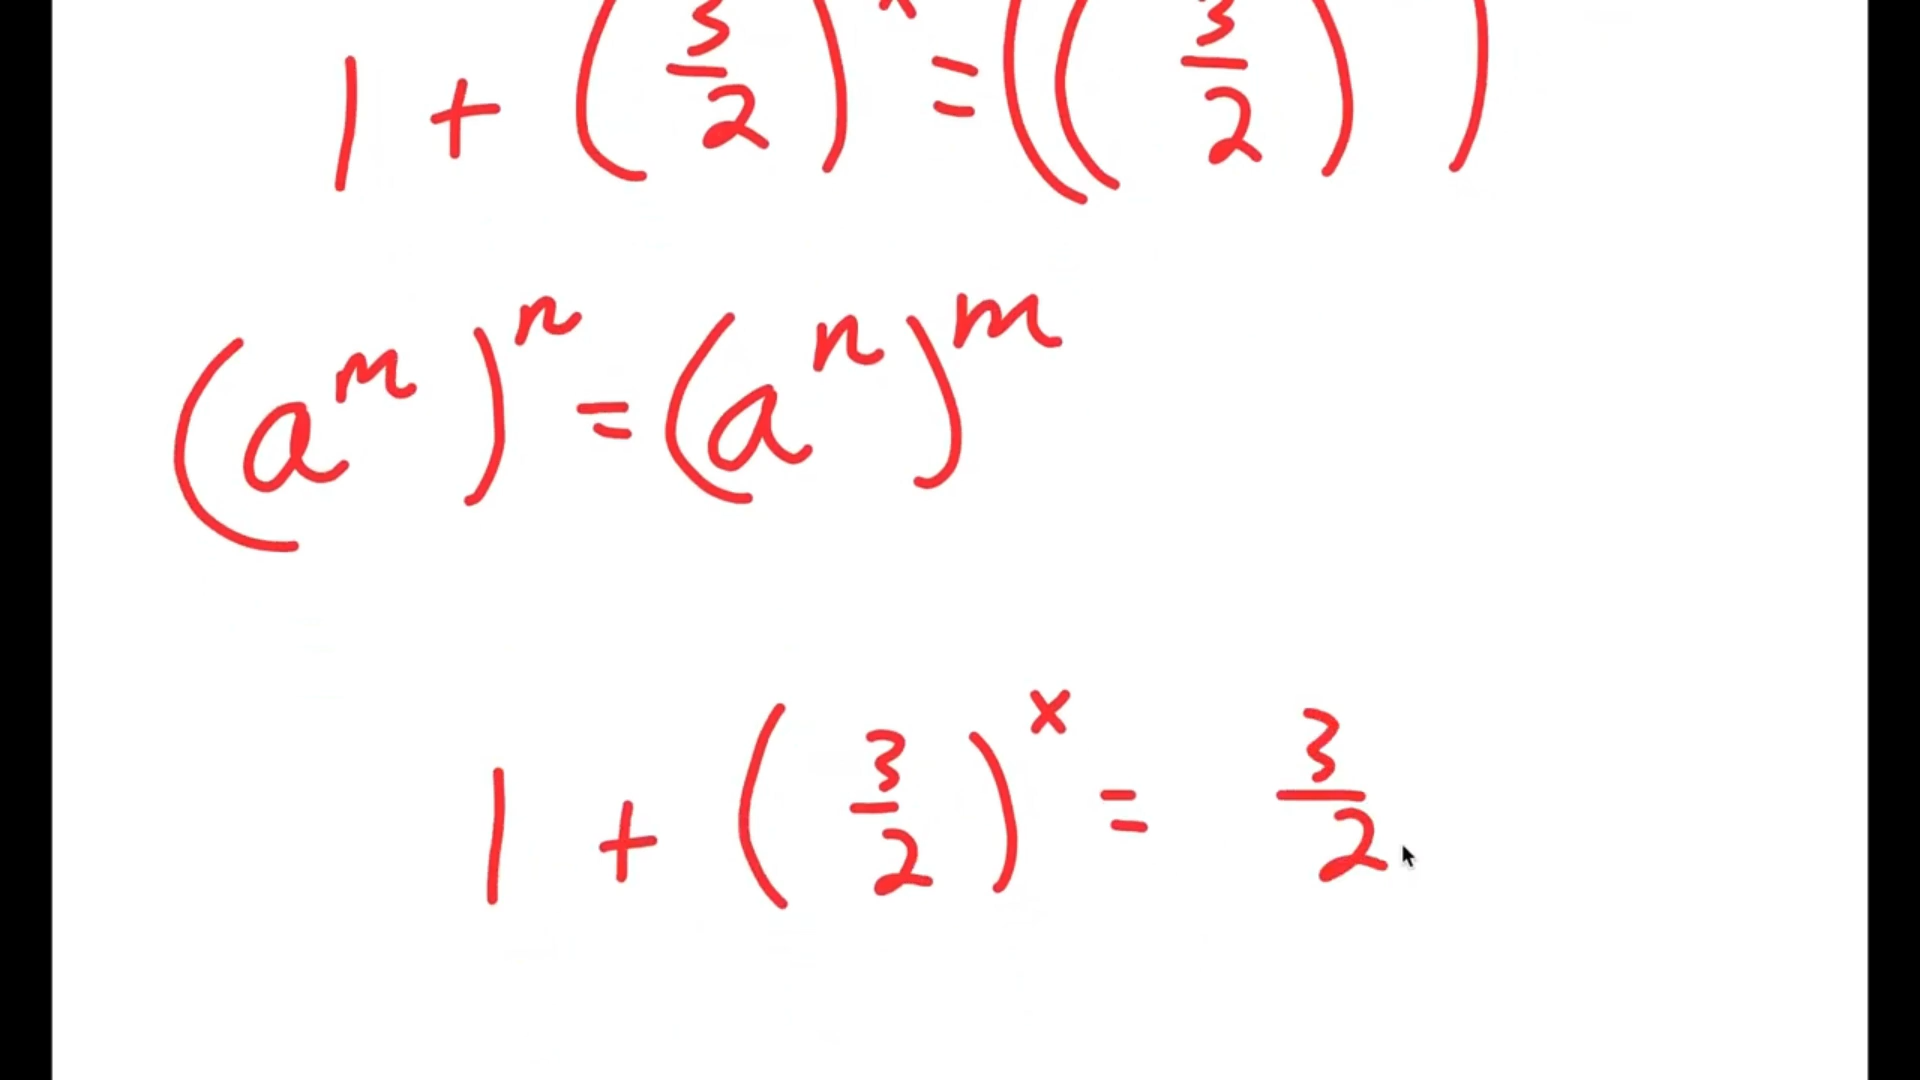 1 + (3/2)^x = ((3/2) )
(a^m)^n = (a^n)^m
1 + (3/2)^x = 3/2